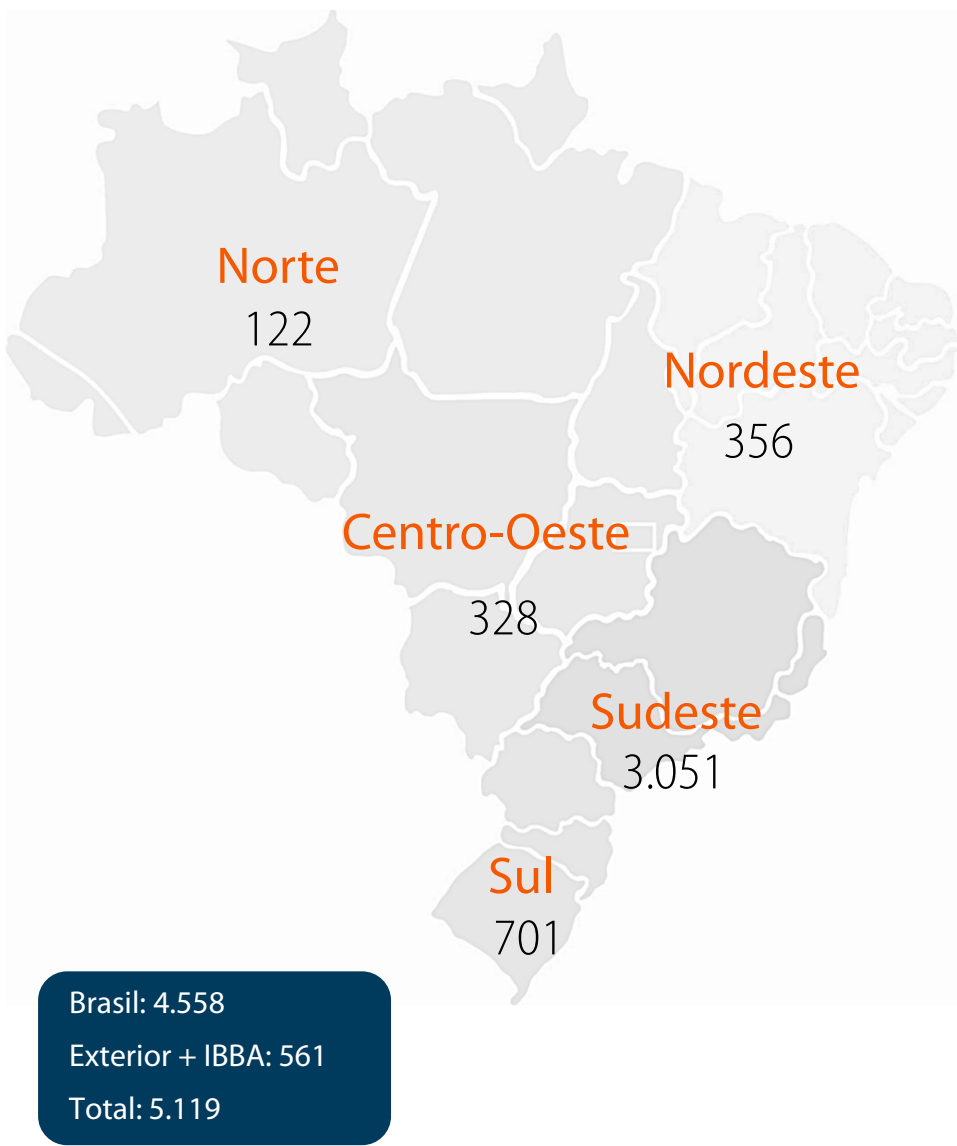 Norte
122
Nordeste
356
Centro-Oeste
328
Sudeste
3.051
Sul
701
Brasil: 4.558
Exterior + IBBA: 561
Total: 5.119